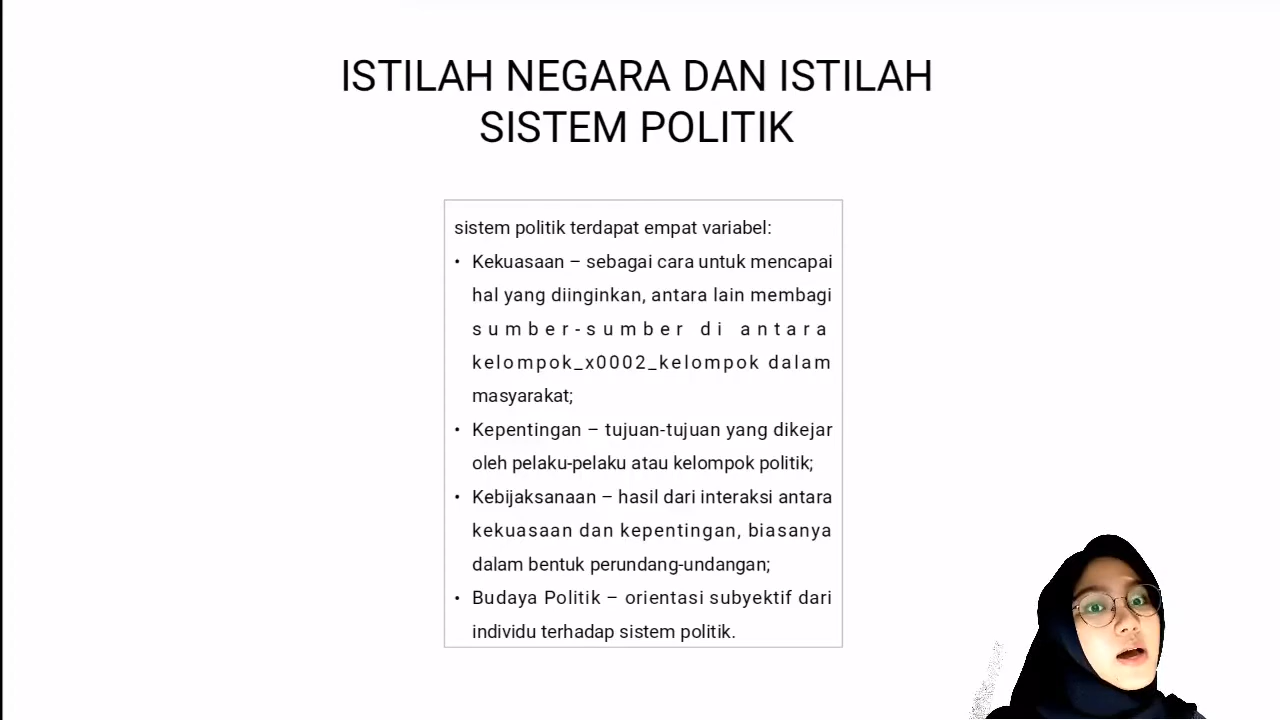 ISTILAH NEGARA DAN ISTILAH
SISTEM POLITIK
sistem politik terdapat empat variabel:
• Kekuasaan – sebagai cara untuk mencapai
hal yang diinginkan, antara lain membagi
sumber-sumber di antara
kelompok_x0002_kelompok dalam
masyarakat;
• Kepentingan – tujuan-tujuan yang dikejar
oleh pelaku-pelaku atau kelompok politik;
• Kebijaksanaan – hasil dari interaksi antara
kekuasaan dan kepentingan, biasanya
dalam bentuk perundang-undangan;
• Budaya Politik – orientasi subyektif dari
individu terhadap sistem politik.